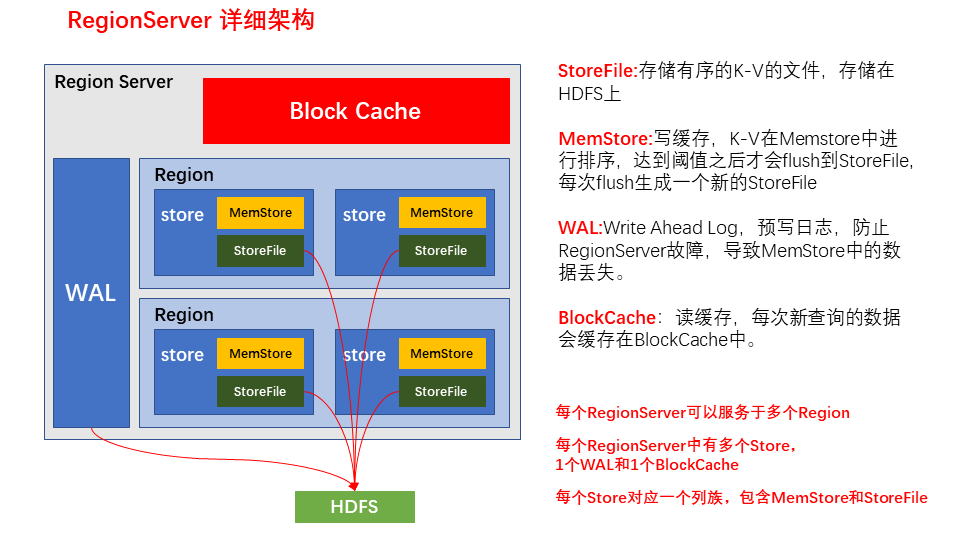 RegionServer 详细架构
Region Server
Block Cache
WAL
Region
store
MemStore
StoreFile
store
MemStore
StoreFile
Region
store
MemStore
StoreFile
store
MemStore
StoreFile
HDFS
StoreFile:存储有序的K-V的文件，存储在
HDFS上
MemStore:写缓存，K-V在Memstore中进
行排序，达到阈值之后才会flush到StoreFile,
每次flush生成一个新的StoreFile
WAL:Write Ahead Log，预写日志，防止
RegionServer故障，导致MemStore中的数
据丢失。
BlockCache：读缓存，每次新查询的数据
会缓存在BlockCache中。
每个RegionServer可以服务于多个Region
每个RegionServer中有多个Store，
1个WAL和1个BlockCache
每个Store对应一个列族，包含MemStore和StoreFile